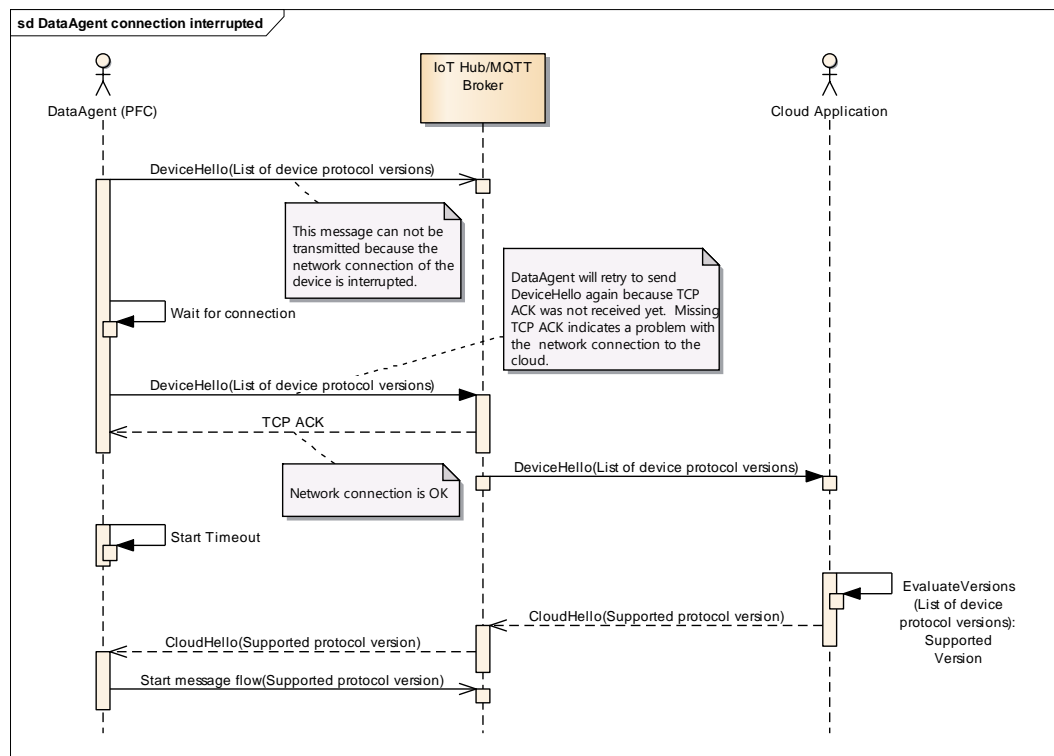 sd DataAgent connection interrupted
DataAgent (PFC)
IoT Hub/MQTT
Broker
Cloud Application
DeviceHello(List of device protocol versions)
This message can not be
transmitted because the
network connection of the
device is interrupted.
DataAgent will retry to send
DeviceHello again because TCP
ACK was not received yet.  Missing
TCP ACK indicates a problem with
the  network connection to the
cloud.
Wait for connection
DeviceHello(List of device protocol versions)
TCP ACK
Network connection is OK
DeviceHello(List of device protocol versions)
Start Timeout
EvaluateVersions
(List of device
protocol versions):
Supported
Version
CloudHello(Supported protocol version)
CloudHello(Supported protocol version)
Start message flow(Supported protocol version)